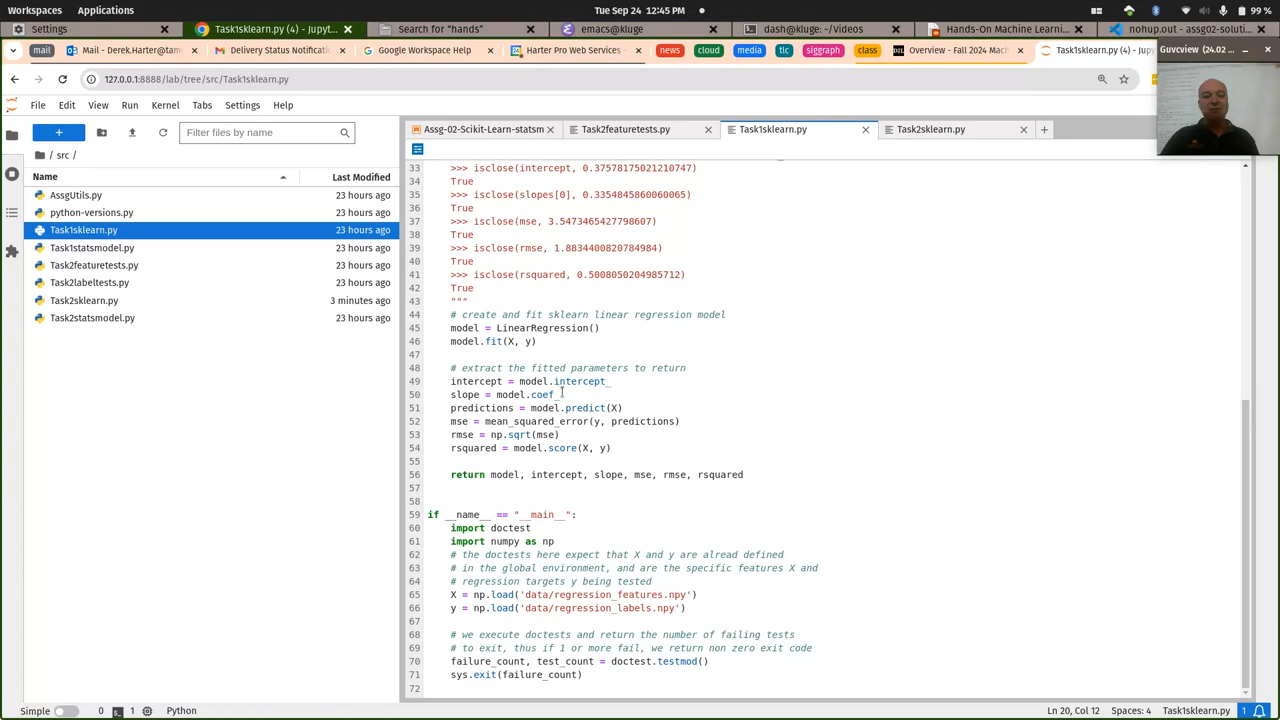 Workspaces Applications Tue Sep 24 12:45 PM 99 %
Settings Task1sklearn.py (4) - Jupyt... Search for "hands" emacs@kluge dash@kluge:~/Videos Hands-On Machine Learnin... nohup.out - assg02-soluti...
mail Mail - Derek.Harter@tam Delivery Status Notificati Google Workspace Help Harter Pro Web Services - news cloud media tlc siggraph class Overview - Fall 2024 Mac Task1sklearn.py (4) - Jup Guvcview (24.02
127.0.0.1:8888/lab/tree/src/Task1sklearn.py
File Edit View Run Kernel Tabs Settings Help
+ Filter files by name
Assg-02-Scikit-Learn-statsm Task2featuretests.py Task1sklearn.py Task2sklearn.py
/ src /
Name Last Modified
AssgUtils.py 23 hours ago
python-versions.py 23 hours ago
Task1sklearn.py 23 hours ago
Task1statsmodel.py 23 hours ago
Task2featuretests.py 23 hours ago
Task2labeltests.py 23 hours ago
Task2sklearn.py 3 minutes ago
Task2statsmodel.py 23 hours ago
33 >>> isclose(intercept, 0.37578175021210747)
34 True
35 >>> isclose(slopes[0], 0.3354845860060065)
36 True
37 >>> isclose(mse, 3.5473465427798607)
38 True
39 >>> isclose(rmse, 1.8834400820784984)
40 True
41 >>> isclose(rsquared, 0.5008050204985712)
42 True
43 """
44 # create and fit sklearn linear regression model
45 model = LinearRegression()
46 model.fit(X, y)
47
48 # extract the fitted parameters to return
49 intercept = model.intercept_
50 slope = model.coef_
51 predictions = model.predict(X)
52 mse = mean_squared_error(y, predictions)
53 rmse = np.sqrt(mse)
54 rsquared = model.score(X, y)
55
56 return model, intercept, slope, mse, rmse, rsquared
57
58
59 if __name__ == "__main__":
60 import doctest
61 import numpy as np
62 # the doctests here expect that X and y are alread defined
63 # in the global environment, and are the specific features X and
64 # regression targets y being tested
65 X = np.load('data/regression_features.npy')
66 y = np.load('data/regression_labels.npy')
67
68 # we execute doctests and return the number of failing tests
69 # to exit, thus if 1 or more fail, we return non zero exit code
70 failure_count, test_count = doctest.testmod()
71 sys.exit(failure_count)
72
Simple 0 1 Python Ln 20, Col 12 Spaces: 4 Task1sklearn.py 1